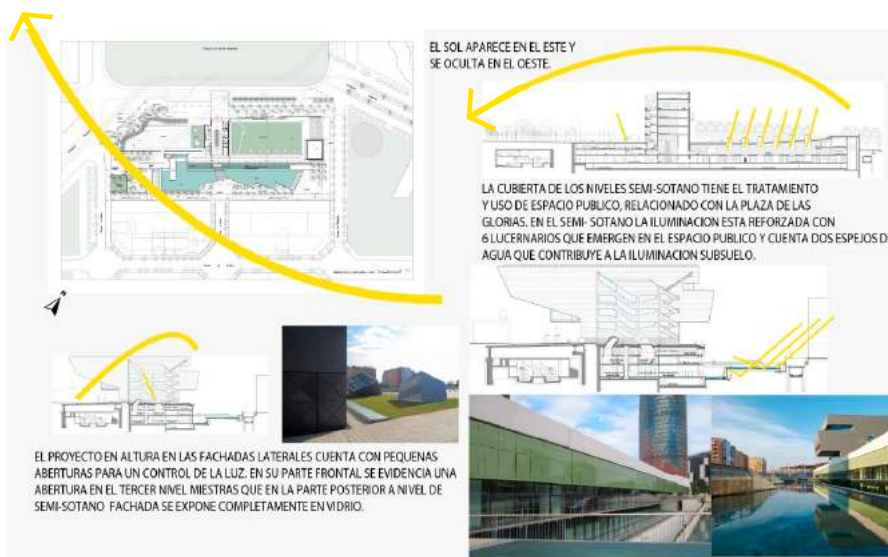 EL SOL APARECE EN EL ESTE Y
SE OCULTA EN EL OESTE.
LA CUBIERTA DE LOS NIVELES SEMI-SOTANO TIENE EL TRATAMIENTO
Y USO DE ESPACIO PUBLICO, RELACIONADO CON LA PLAZA DE LAS
GLORIAS. EN EL SEMI- SOTANO LA ILUMINACION ESTA REFORZADA CON
6 LUCERNARIOS QUE EMERGEN EN EL ESPACIO PUBLICO Y CUENTA DOS ESPEJOS D
AGUA QUE CONTRIBUYE A LA ILUMINACION SUBSUELO.
EL PROYECTO EN ALTURA EN LAS FACHADAS LATERALES CUENTA CON PEQUENAS
ABERTURAS PARA UN CONTROL DE LA LUZ. EN SU PARTE FRONTAL SE EVIDENCIA UNA
ABERTURA EN EL TERCER NIVEL MIESTRAS QUE EN LA PARTE POSTERIOR A NIVEL DE
SEMI-SOTANO FACHADA SE EXPONE COMPLETAMENTE EN VIDRIO.